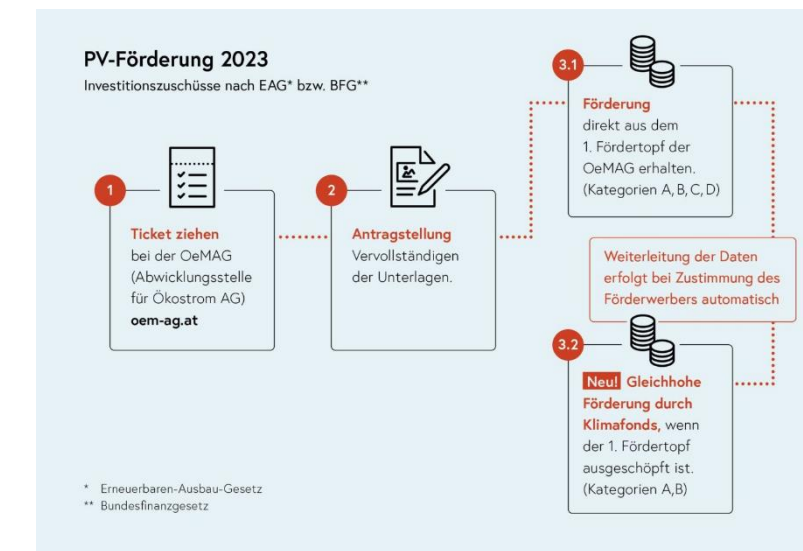 PV-Förderung 2023
Investitionszuschüsse nach EAG* bzw. BFG**
1
Ticket ziehen
bei der OeMAG
(Abwicklungsstelle
für Ökostrom AG)
oem-ag.at
2
Antragstellung
Vervollständigen
der Unterlagen.
3.1
Förderung
direkt aus dem
1. Fördertopf der
OeMAG erhalten.
(Kategorien A, B, C, D)
Weiterleitung der Daten
erfolgt bei Zustimmung des
Förderwerbers automatisch
3.2
Neu! Gleichhohe
Förderung durch
Klimafonds, wenn
der 1. Fördertopf
ausgeschöpft ist.
(Kategorien A,B)
* Erneuerbaren-Ausbau-Gesetz
** Bundesfinanzgesetz